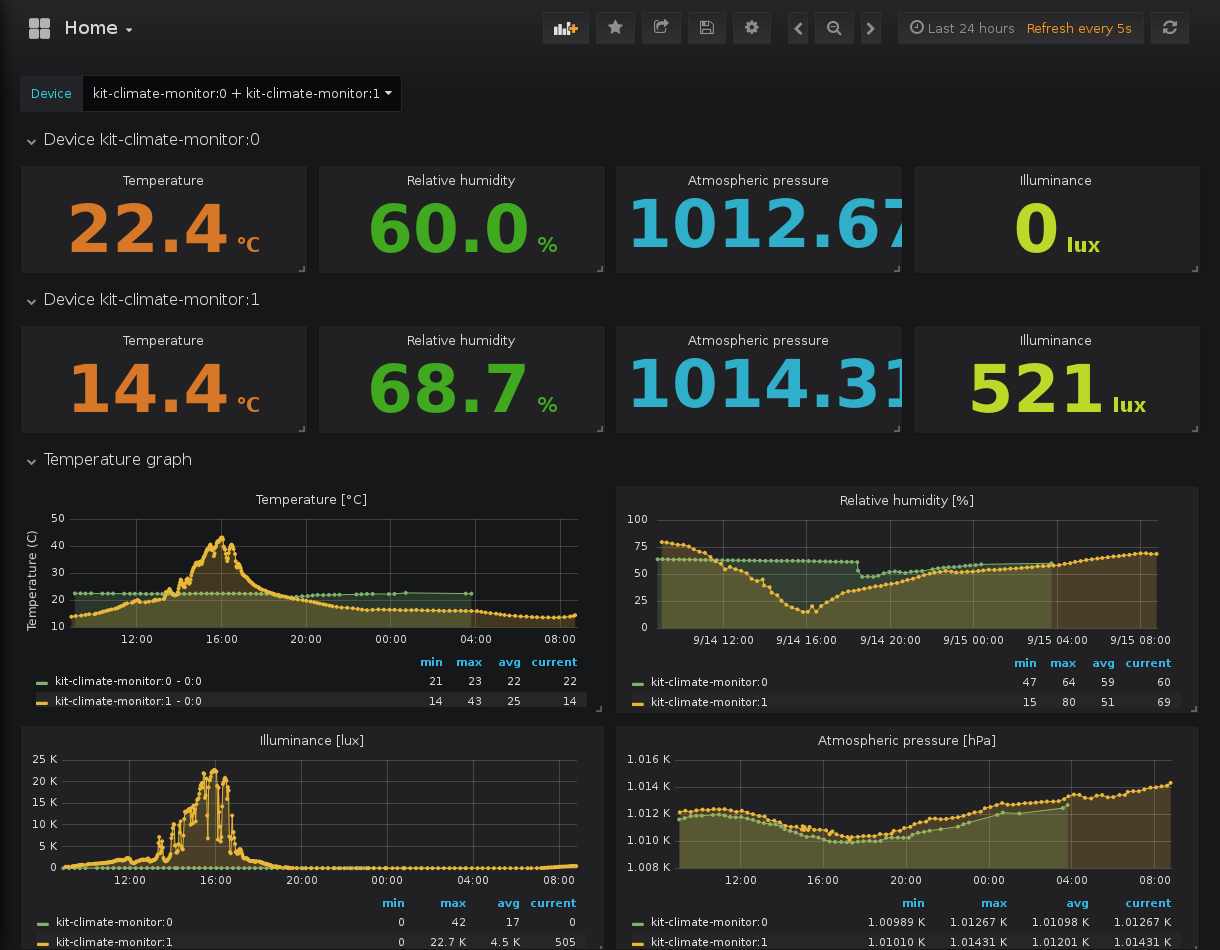 Home
Last 24 hours Refresh every 5s
Device kit-climate-monitor:0 + kit-climate-monitor:1
Device kit-climate-monitor:0
Temperature Relative humidity Atmospheric pressure Illuminance
22.4 °C 60.0 % 1012.67 0 lux
Device kit-climate-monitor:1
Temperature Relative humidity Atmospheric pressure Illuminance
14.4 °C 68.7 % 1014.31 521 lux
Temperature graph
Temperature [°C]
Temperature (C)
50
40
30
20
10
12:00 16:00 20:00 00:00 04:00 08:00
min max avg current
kit-climate-monitor:0 - 0:0 21 23 22 22
kit-climate-monitor:1 - 0:0 14 43 25 14
Relative humidity [%]
100
75
50
25
0
9/14 12:00 9/14 16:00 9/14 20:00 9/15 00:00 9/15 04:00 9/15 08:00
min max avg current
kit-climate-monitor:0 47 64 59 60
kit-climate-monitor:1 15 80 51 69
Illuminance [lux]
25 K
20 K
15 K
10 K
5 K
0
12:00 16:00 20:00 00:00 04:00 08:00
min max avg current
kit-climate-monitor:0 0 42 17 0
kit-climate-monitor:1 0 22.7 K 4.5 K 505
Atmospheric pressure [hPa]
1.016 K
1.014 K
1.012 K
1.010 K
1.008 K
12:00 16:00 20:00 00:00 04:00 08:00
min max avg current
kit-climate-monitor:0 1.00989 K 1.01267 K 1.01098 K 1.01267 K
kit-climate-monitor:1 1.01010 K 1.01431 K 1.01201 K 1.01431 K